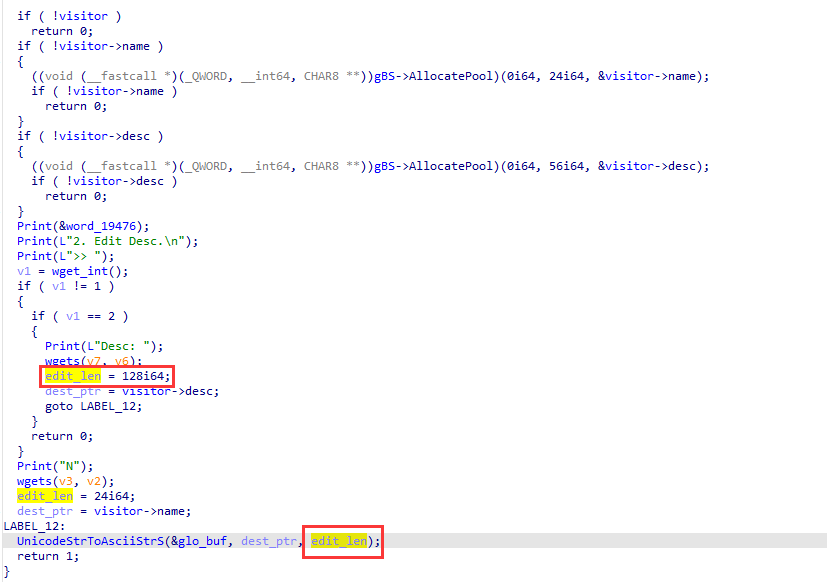 if ( !visitor )
return 0;
if ( !visitor->name )
{
((void (__fastcall *)(_QWORD, __int64, CHAR8 **))gBS->AllocatePool)(0i64, 24i64, &visitor->name);
if ( !visitor->name )
return 0;
}
if ( !visitor->desc )
{
((void (__fastcall *)(_QWORD, __int64, CHAR8 **))gBS->AllocatePool)(0i64, 56i64, &visitor->desc);
if ( !visitor->desc )
return 0;
}
Print(&word_19476);
Print(L"2. Edit Desc.\n");
Print(L">> ");
v1 = wget_int();
if ( v1 != 1 )
{
if ( v1 == 2 )
{
Print(L"Desc: ");
wgets(v7, v6);
edit_len = 128i64;
dest_ptr = visitor->desc;
goto LABEL_12;
}
return 0;
}
Print("N");
wgets(v3, v2);
edit_len = 24i64;
dest_ptr = visitor->name;
LABEL_12:
UnicodeStrToAsciiStrS(&glo_buf, dest_ptr, edit_len);
return 1;
}